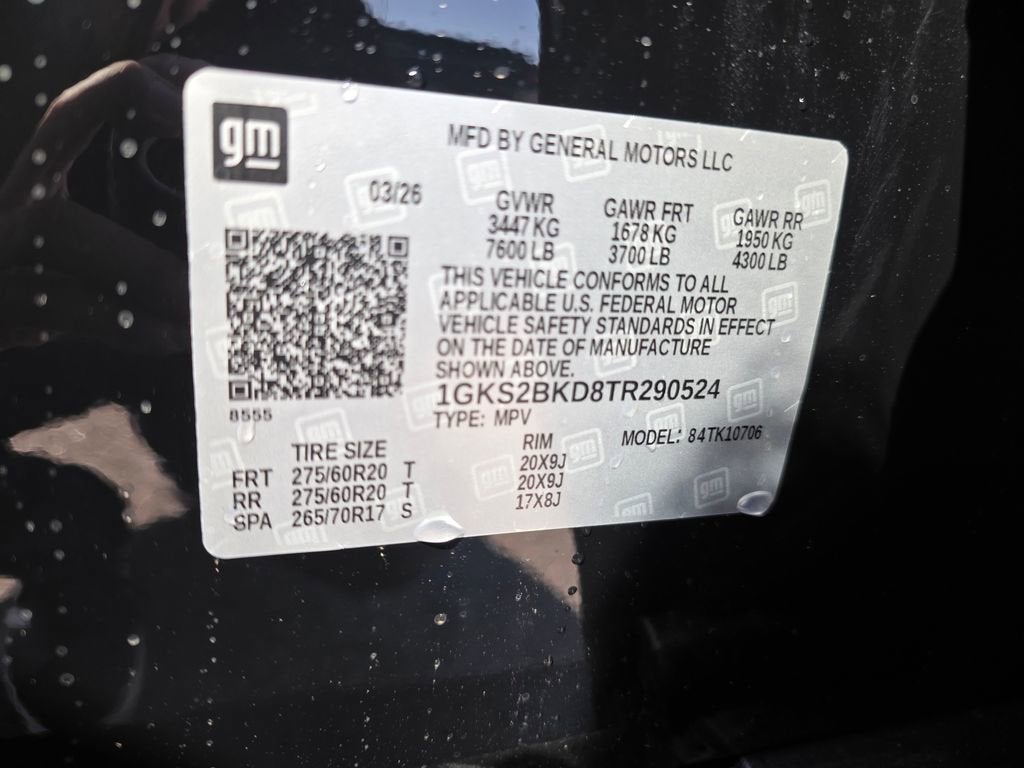 gm
MFD BY GENERAL MOTORS LLC
03/26
GVWR GAWR FRT GAWR RR
3447 KG 1678 KG 1950 KG
7600 LB 3700 LB 4300 LB
THIS VEHICLE CONFORMS TO ALL
APPLICABLE U.S. FEDERAL MOTOR
VEHICLE SAFETY STANDARDS IN EFFECT
ON THE DATE OF MANUFACTURE
SHOWN ABOVE.
1GKS2BKD8TR290524
8555
TYPE: MPV
MODEL: 84TK10706
TIRE SIZE RIM
FRT 275/60R20 T 20X9J
RR 275/60R20 T 20X9J
SPA 265/70R17 S 17X8J